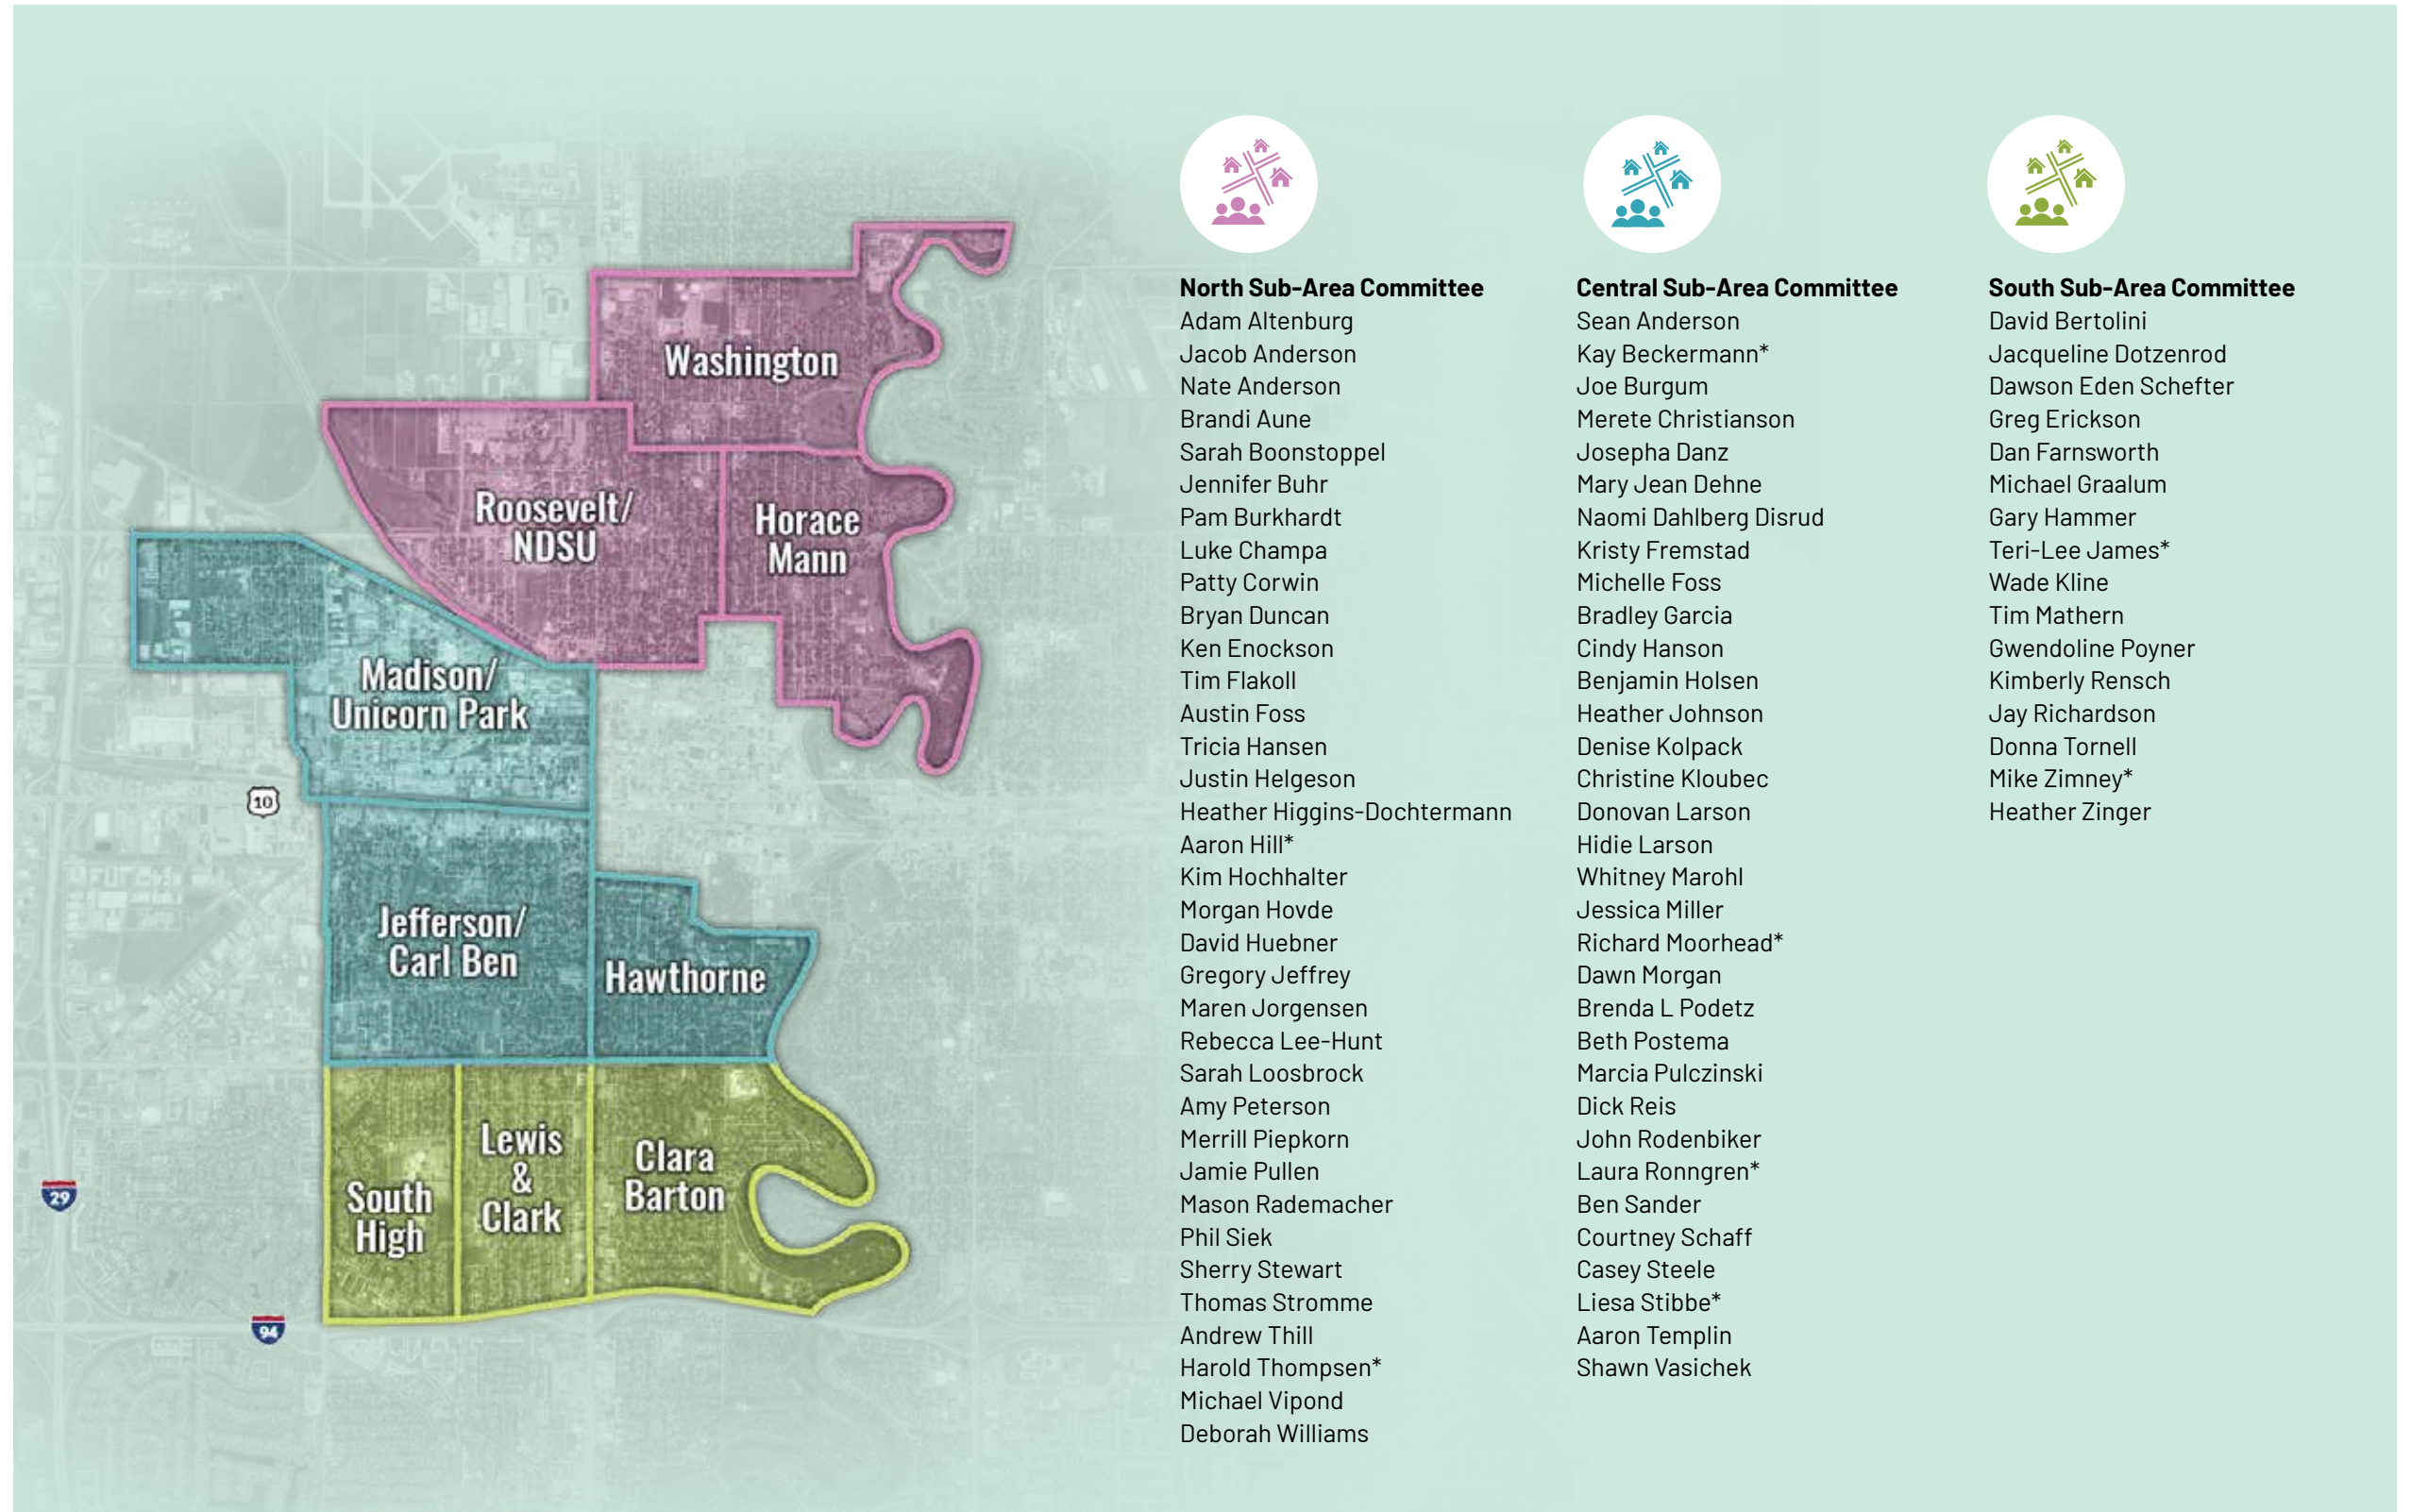 Washington
Roosevelt/
NDSU
Horace
Mann
Madison/
Unicorn Park
10
Jefferson/
Carl Ben
Hawthorne
South
High
Lewis
&
Clark
Clara
Barton
29
94
North Sub-Area Committee
Adam Altenburg
Jacob Anderson
Nate Anderson
Brandi Aune
Sarah Boonstoppel
Jennifer Buhr
Pam Burkhardt
Luke Champa
Patty Corwin
Bryan Duncan
Ken Enockson
Tim Flakoll
Austin Foss
Tricia Hansen
Justin Helgeson
Heather Higgins-Dochtermann
Aaron Hill*
Kim Hochhalter
Morgan Hovde
David Huebner
Gregory Jeffrey
Maren Jorgensen
Rebecca Lee-Hunt
Sarah Loosbrock
Amy Peterson
Merrill Piepkorn
Jamie Pullen
Mason Rademacher
Phil Siek
Sherry Stewart
Thomas Stromme
Andrew Thill
Harold Thompsen*
Michael Vipond
Deborah Williams
Central Sub-Area Committee
Sean Anderson
Kay Beckermann*
Joe Burgum
Merete Christianson
Josepha Danz
Mary Jean Dehne
Naomi Dahlberg Disrud
Kristy Fremstad
Michelle Foss
Bradley Garcia
Cindy Hanson
Benjamin Holsen
Heather Johnson
Denise Kolpack
Christine Kloubec
Donovan Larson
Hidie Larson
Whitney Marohl
Jessica Miller
Richard Moorhead*
Dawn Morgan
Brenda L Podetz
Beth Postema
Marcia Pulczinski
Dick Reis
John Rodenbiker
Laura Ronngren*
Ben Sander
Courtney Schaff
Casey Steele
Liesa Stibbe*
Aaron Templin
Shawn Vasichek
South Sub-Area Committee
David Bertolini
Jacqueline Dotzenrod
Dawson Eden Schefter
Greg Erickson
Dan Farnsworth
Michael Graalum
Gary Hammer
Teri-Lee James*
Wade Kline
Tim Mathern
Gwendoline Poyner
Kimberly Rensch
Jay Richardson
Donna Tornell
Mike Zimney*
Heather Zinger